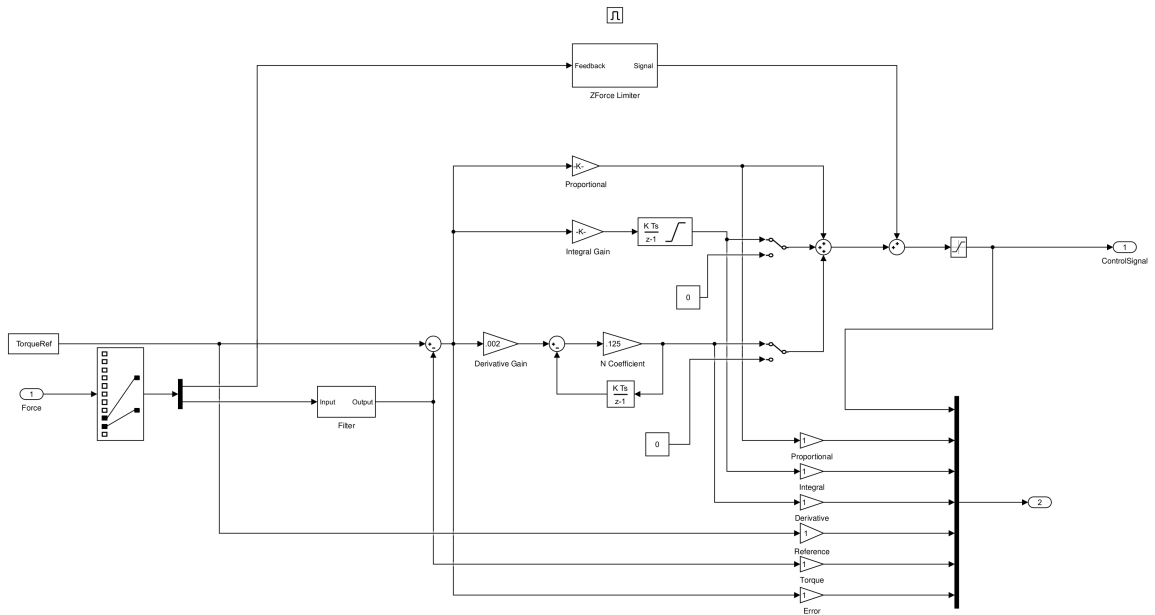 Feedback Signal
ZForce Limiter
-K-
Proportional
-K-
K Ts
z-1
Integral Gain
0
1
ControlSignal
TorqueRef
.002
Derivative Gain
.125
N Coefficient
K Ts
z-1
1
Force
Input Output
Filter
0
1
Proportional
1
Integral
1
Derivative
2
1
Reference
1
Torque
1
Error